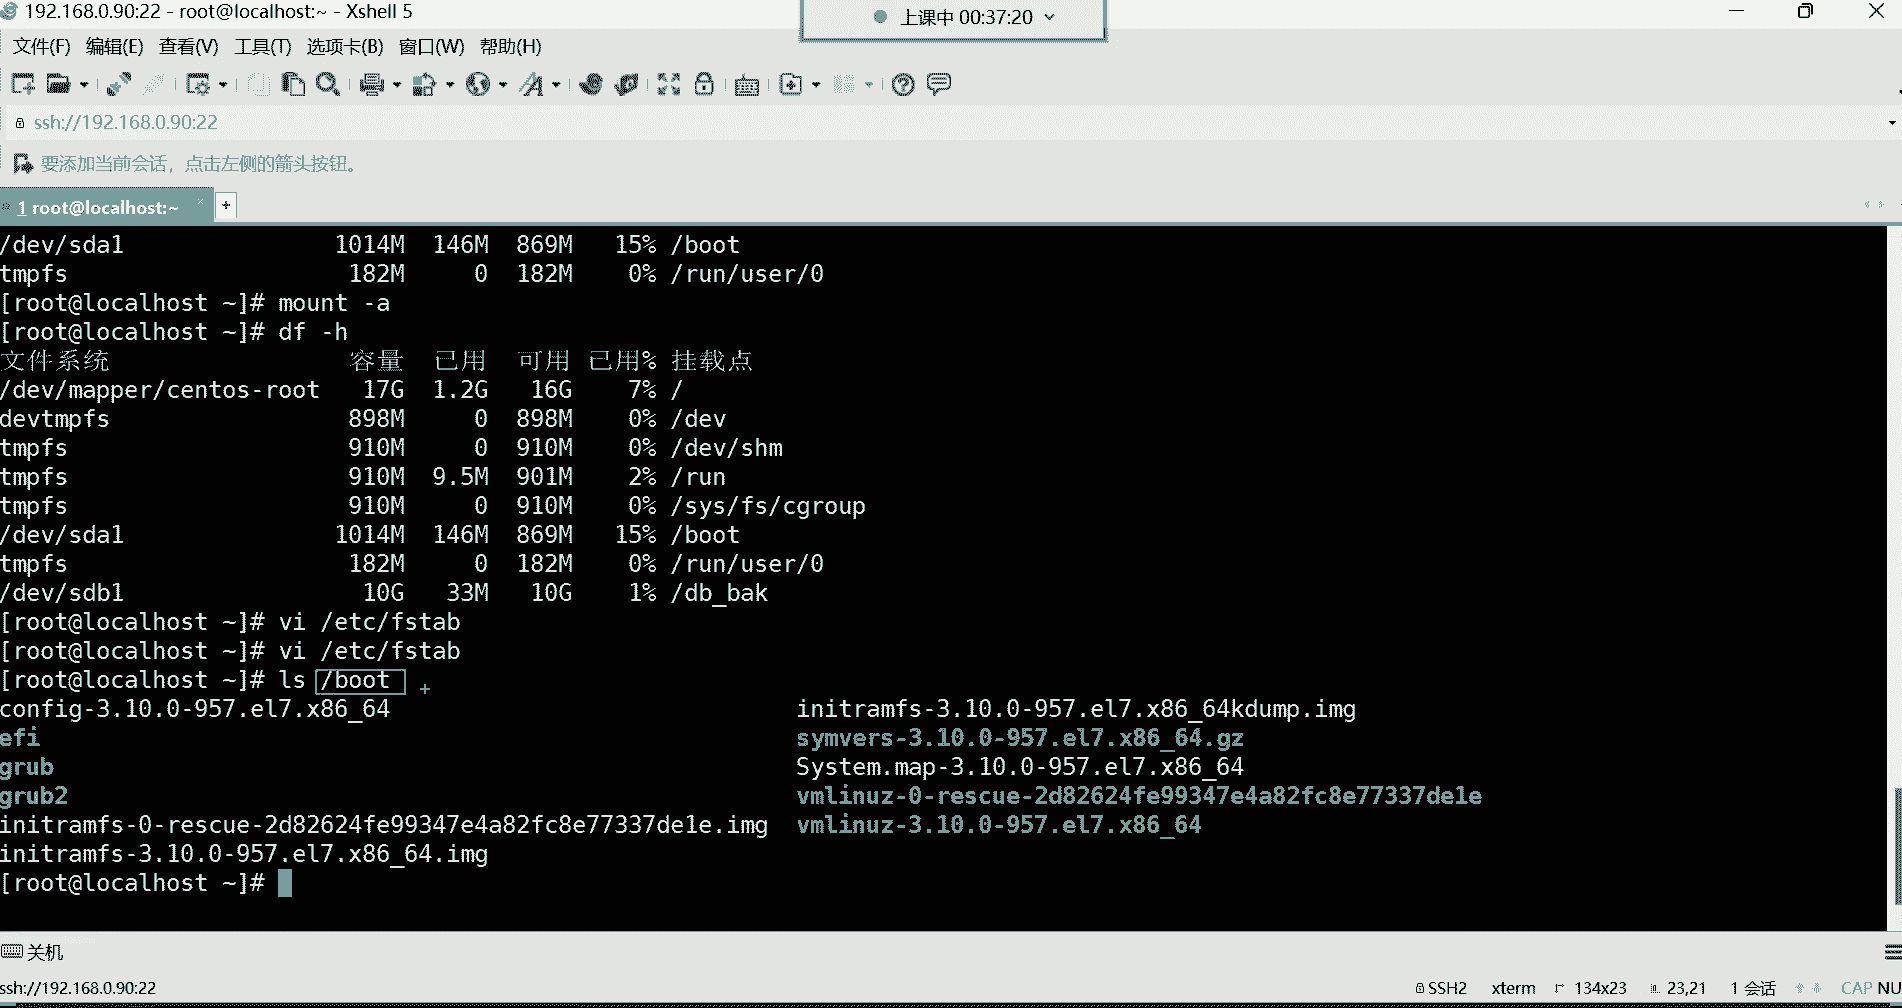 192.168.0.90:22 - root@localhost:~ - Xshell 5
上课中 00:37:20
文件(F) 编辑(E) 查看(V) 工具(T) 选项卡(B) 窗口(W) 帮助(H)
ssh://192.168.0.90:22
要添加当前会话，点击左侧的箭头按钮。
1 root@localhost:~
/dev/sda1 1014M 146M 869M 15% /boot
tmpfs 182M 0 182M 0% /run/user/0
[root@localhost ~]# mount -a
[root@localhost ~]# df -h
文件系统 容量 已用 可用 已用% 挂载点
/dev/mapper/centos-root 17G 1.2G 16G 7% /
devtmpfs 898M 0 898M 0% /dev
tmpfs 910M 0 910M 0% /dev/shm
tmpfs 910M 9.5M 901M 2% /run
tmpfs 910M 0 910M 0% /sys/fs/cgroup
/dev/sda1 1014M 146M 869M 15% /boot
tmpfs 182M 0 182M 0% /run/user/0
/dev/sdb1 10G 33M 10G 1% /db_bak
[root@localhost ~]# vi /etc/fstab
[root@localhost ~]# vi /etc/fstab
[root@localhost ~]# ls /boot
config-3.10.0-957.el7.x86_64 initramfs-3.10.0-957.el7.x86_64kdump.img
efi symvers-3.10.0-957.el7.x86_64.gz
grub System.map-3.10.0-957.el7.x86_64
grub2 vmlinuz-0-rescue-2d82624fe99347e4a82fc8e77337de1e
initramfs-0-rescue-2d82624fe99347e4a82fc8e77337de1e.img vmlinuz-3.10.0-957.el7.x86_64
initramfs-3.10.0-957.el7.x86_64.img
[root@localhost ~]#
关机
ssh://192.168.0.90:22 SSH2 xterm 134x23 23,21 1 会话 CAP NU